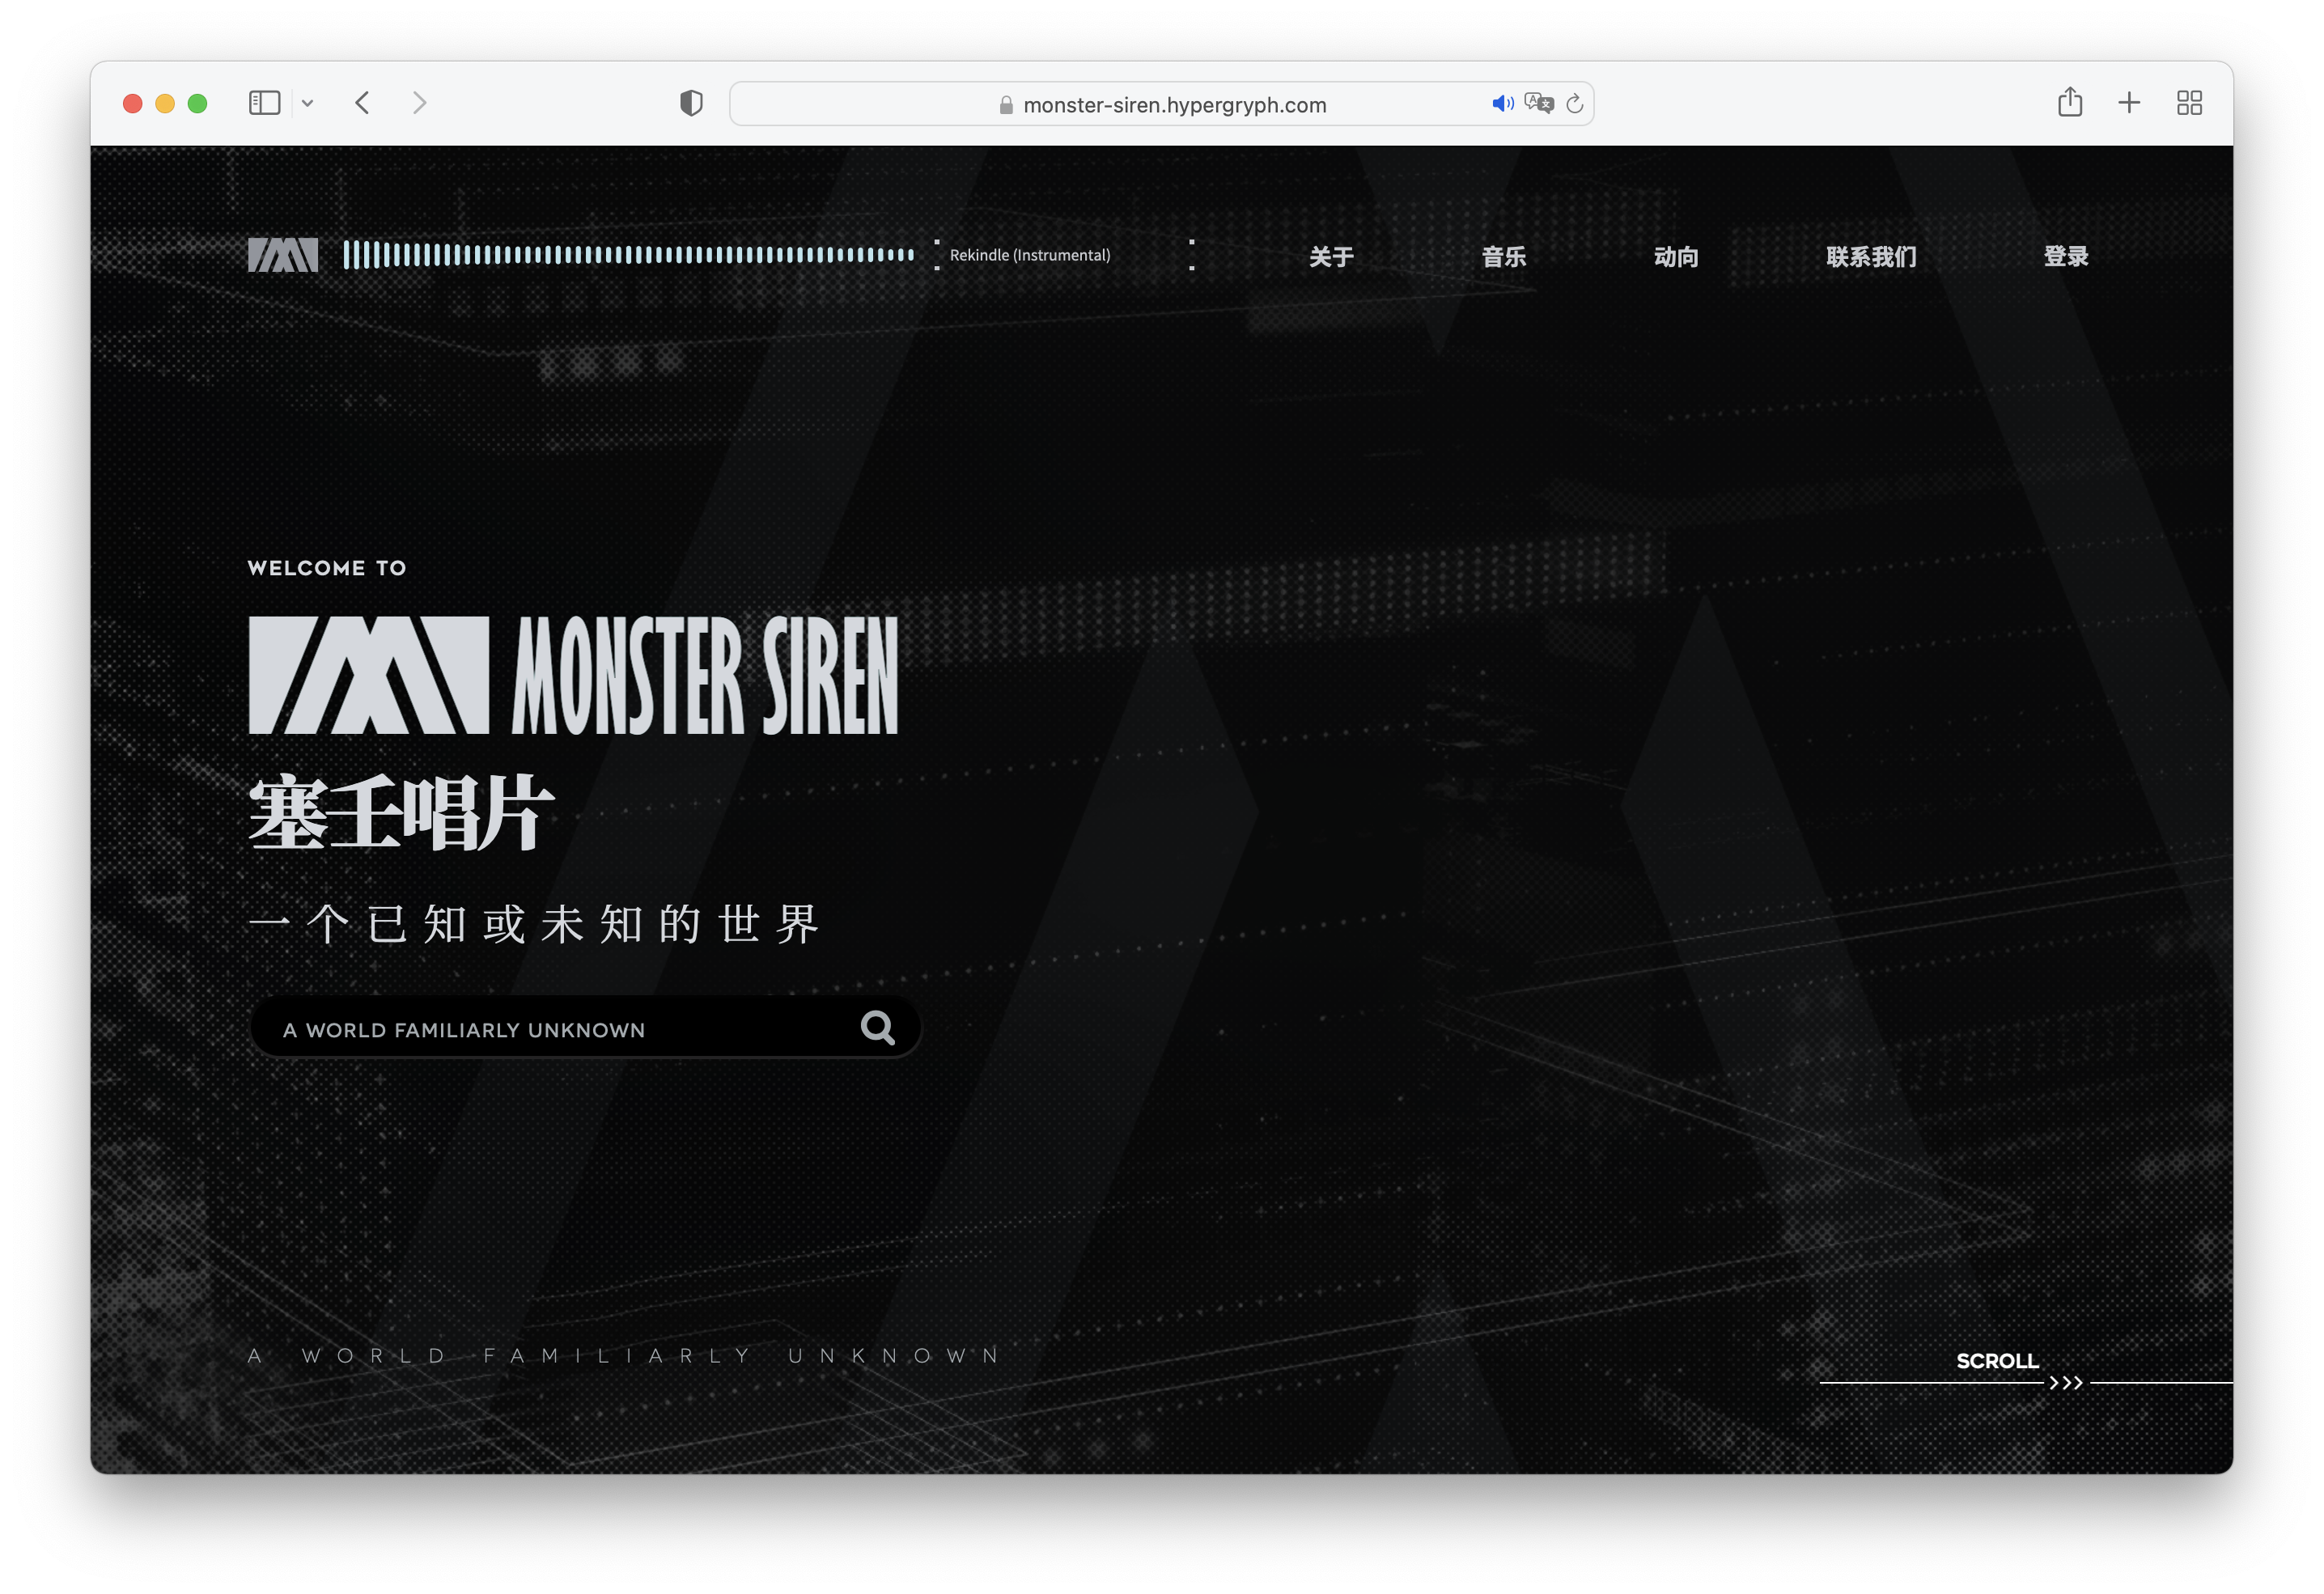 monster-siren.hypergryph.com
Rekindle (Instrumental)
关于
音乐
动向
联系我们
登录
WELCOME TO
MONSTER SIREN
塞壬唱片
一个已知或未知的世界
A WORLD FAMILIARLY UNKNOWN
A WORLD FAMILIARLY UNKNOWN
SCROLL